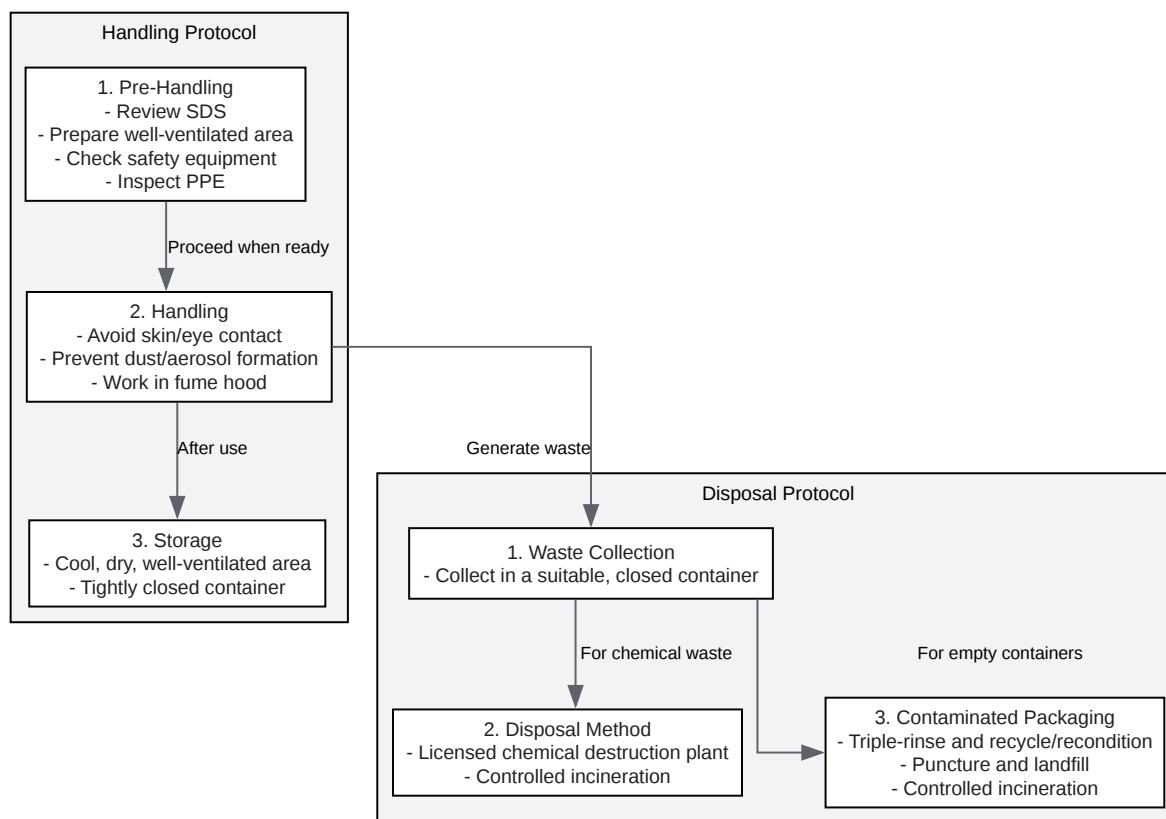 Handling Protocol
1. Pre-Handling
- Review SDS
- Prepare well-ventilated area
- Check safety equipment
- Inspect PPE
Proceed when ready
2. Handling
- Avoid skin/eye contact
- Prevent dust/aerosol formation
- Work in fume hood
After use
3. Storage
- Cool, dry, well-ventilated area
- Tightly closed container
Generate waste
Disposal Protocol
1. Waste Collection
- Collect in a suitable, closed container
For chemical waste
2. Disposal Method
- Licensed chemical destruction plant
- Controlled incineration
For empty containers
3. Contaminated Packaging
- Triple-rinse and recycle/recondition
- Puncture and landfill
- Controlled incineration